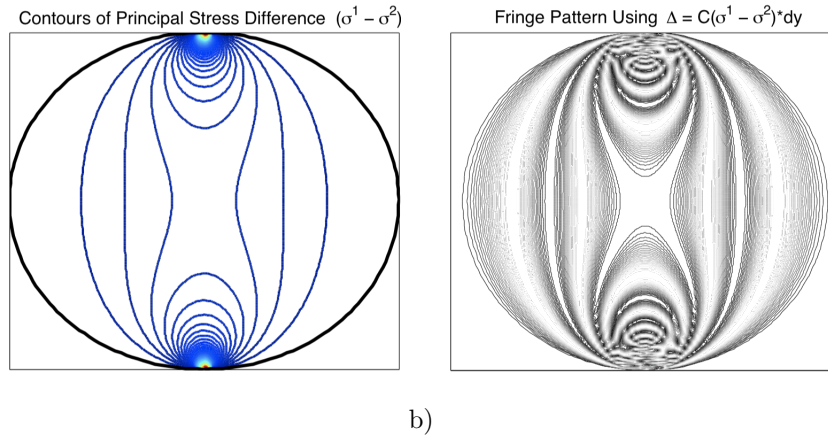 Contours of Principal Stress Difference (σ¹ − σ²)
Fringe Pattern Using Δ = C(σ¹ − σ²)*dy
b)